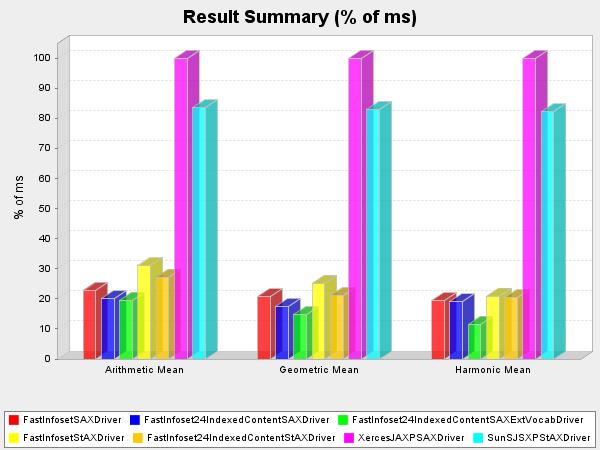 Result Summary (% of ms)
100
90
80
70
60
50
40
30
20
10
0
% of ms
Arithmetic Mean
Geometric Mean
Harmonic Mean
FastInfosetSAXDriver
FastInfoset24IndexedContentSAXDriver
FastInfoset24IndexedContentSAXExtVocabDriver
FastInfosetStAXDriver
FastInfoset24IndexedContentStAXDriver
XercesJAXPSAXDriver
SunSJSXPStAXDriver